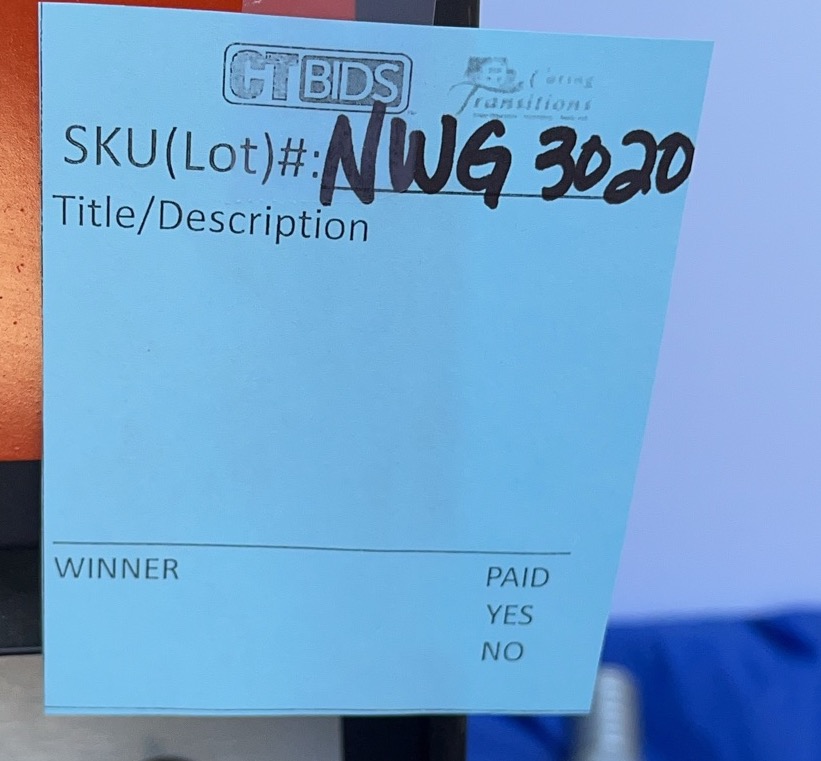 CTBIDS
Caring
Transitions
SKU(Lot)#: NWG 3020
Title/Description
WINNER
PAID
YES
NO